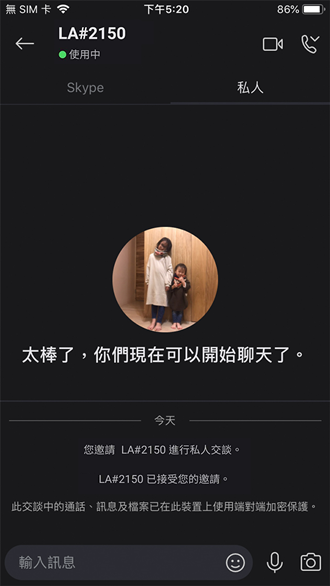 無 SIM 卡 下午5:20 86%
LA#2150
使用中
Skype 私人
太棒了，你們現在可以開始聊天了。
今天
您邀請 LA#2150 進行私人交談。
LA#2150 已接受您的邀請。
此交談中的通話、訊息及檔案已在此裝置上使用端對端加密保護。
輸入訊息